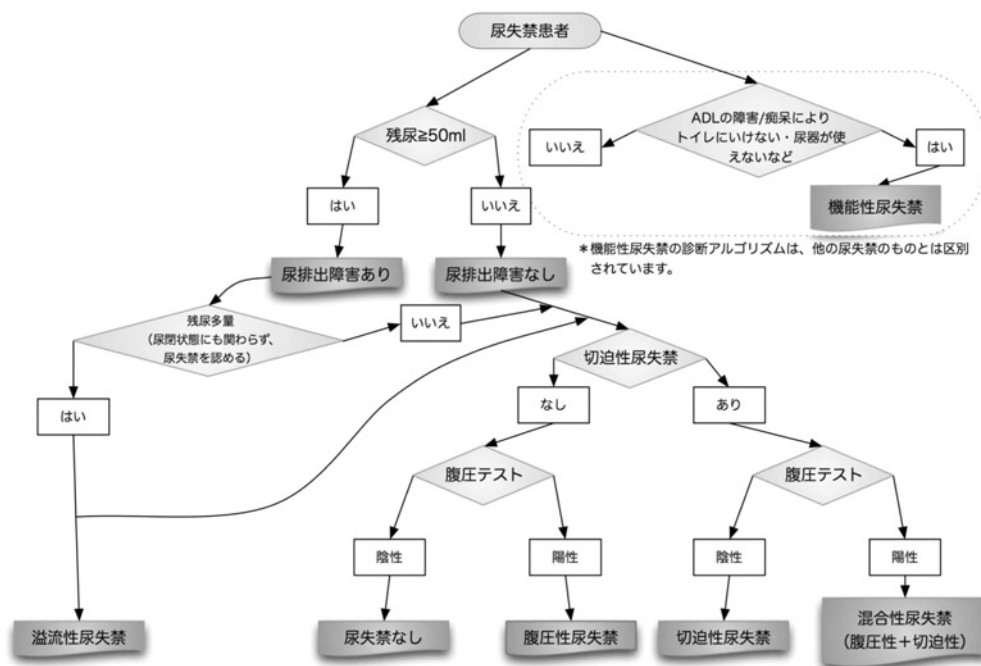 尿失禁患者
残尿≥50ml
ADLの障害/痴呆により
トイレにいけない・尿器が使
えないなど
いいえ
はい
はい
いいえ
機能性尿失禁
＊機能性尿失禁の診断アルゴリズムは、他の尿失禁のものとは区別
されています。
尿排出障害あり
尿排出障害なし
残尿多量
（尿閉状態にも関わらず、
尿失禁を認める）
いいえ
切迫性尿失禁
はい
なし
あり
腹圧テスト
腹圧テスト
陰性
陽性
陰性
陽性
溢流性尿失禁
尿失禁なし
腹圧性尿失禁
切迫性尿失禁
混合性尿失禁
（腹圧性＋切迫性）